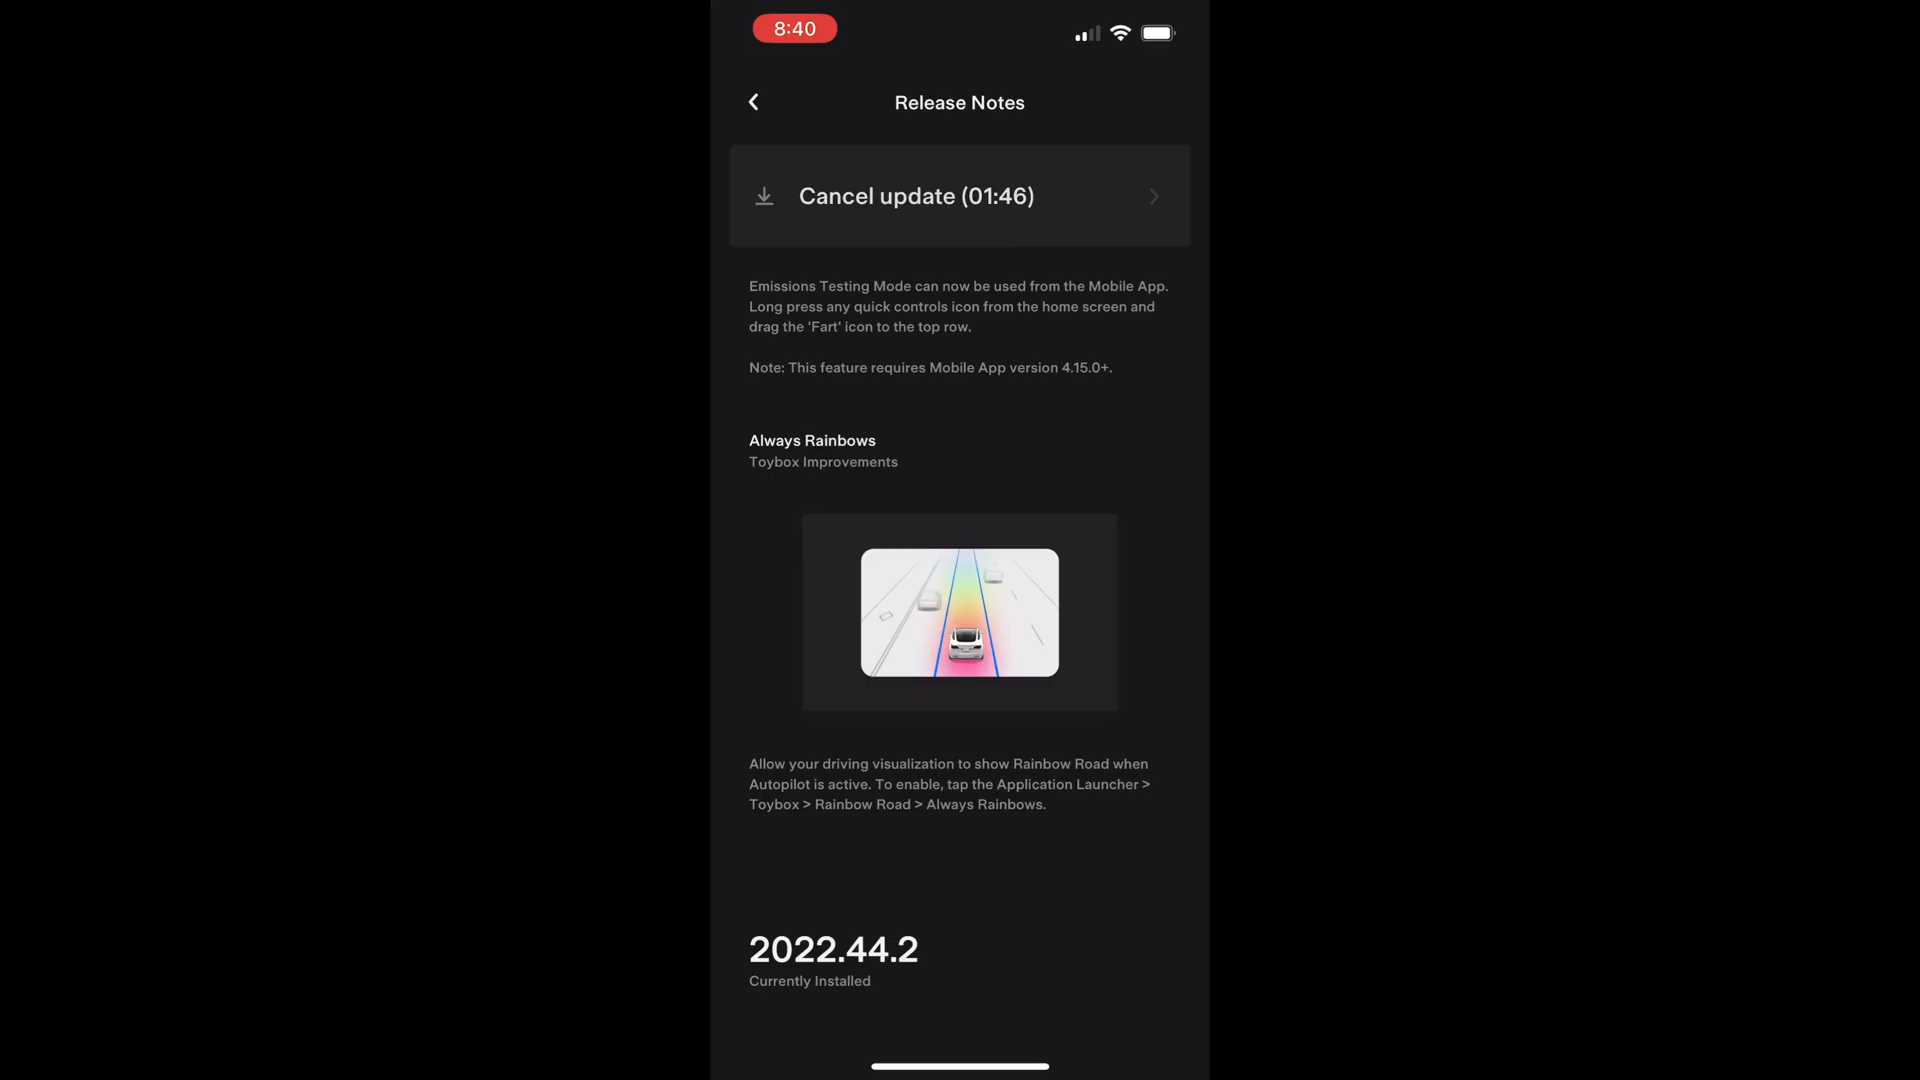 8:40
Release Notes
Cancel update (01:46)
Emissions Testing Mode can now be used from the Mobile App.
Long press any quick controls icon from the home screen and
drag the 'Fart' icon to the top row.
Note: This feature requires Mobile App version 4.15.0+.
Always Rainbows
Toybox Improvements
Allow your driving visualization to show Rainbow Road when
Autopilot is active. To enable, tap the Application Launcher >
Toybox > Rainbow Road > Always Rainbows.
2022.44.2
Currently Installed